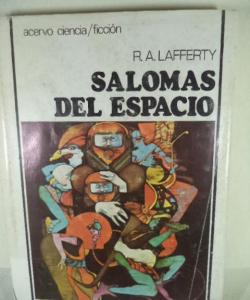 acervo ciencia/ficción
R. A. LAFFERTY
SALOMAS
DEL ESPACIO